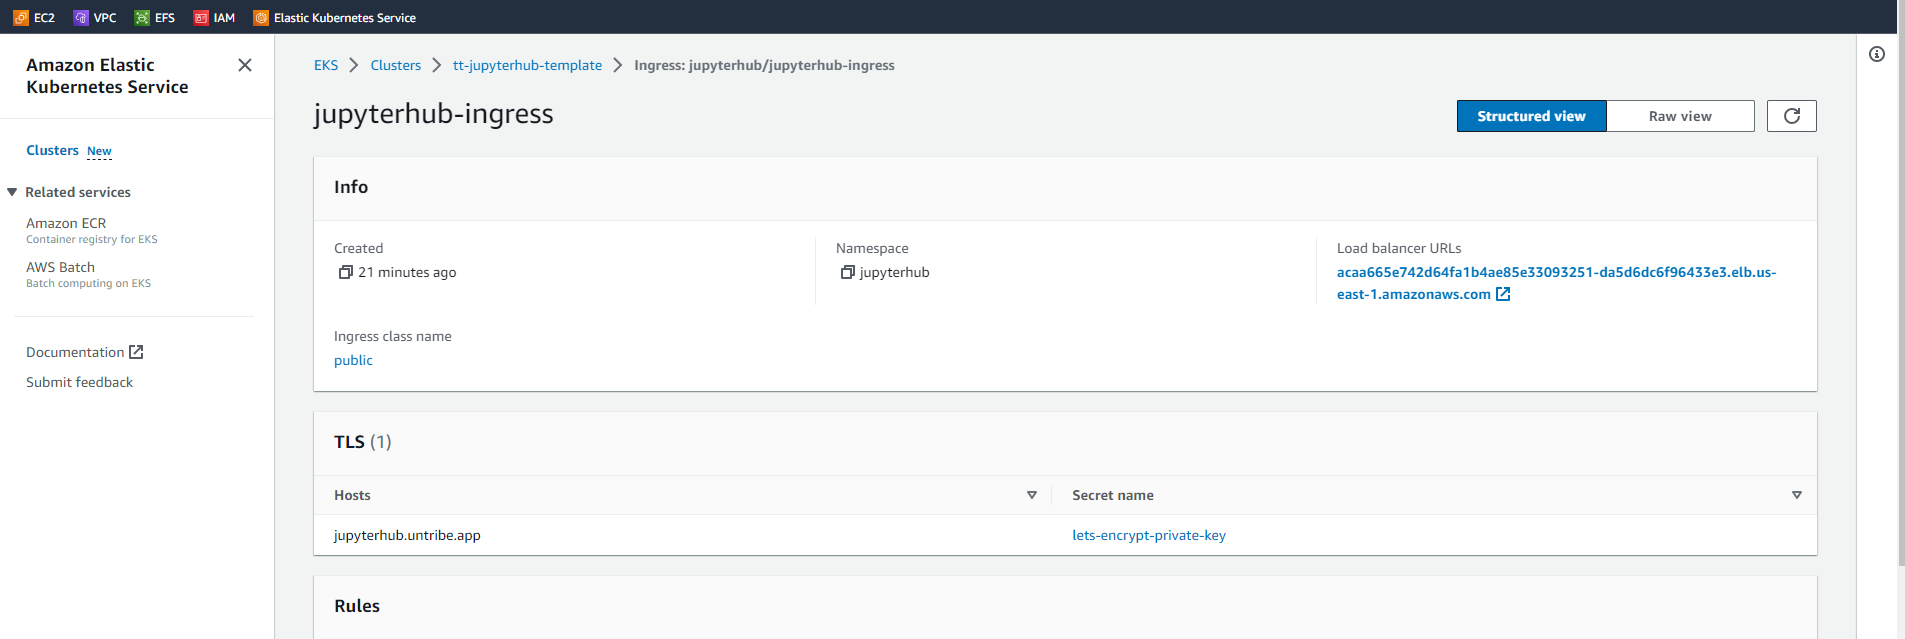 EC2 VPC EFS IAM Elastic Kubernetes Service
Amazon Elastic
Kubernetes Service
Clusters New
Related services
Amazon ECR
Container registry for EKS
AWS Batch
Batch computing on EKS
Documentation
Submit feedback
EKS Clusters tt-jupyterhub-template Ingress: jupyterhub/jupyterhub-ingress
jupyterhub-ingress
Structured view Raw view
Info
Created
21 minutes ago
Namespace
jupyterhub
Load balancer URLs
acaa665e742d64fa1b4ae85e33093251-da5d6dc6f96433e3.elb.us-
east-1.amazonaws.com
Ingress class name
public
TLS (1)
Hosts Secret name
jupyterhub.untribe.app lets-encrypt-private-key
Rules